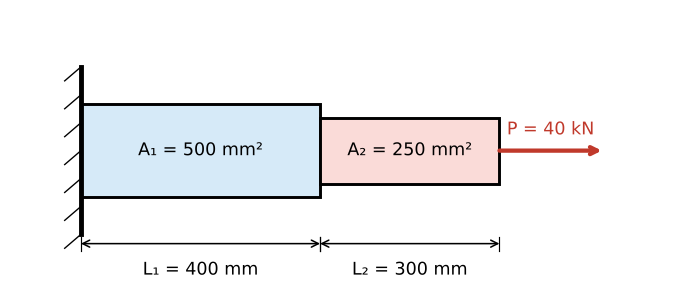 P = 40 kN
A₁ = 500 mm²
A₂ = 250 mm²
L₁ = 400 mm
L₂ = 300 mm